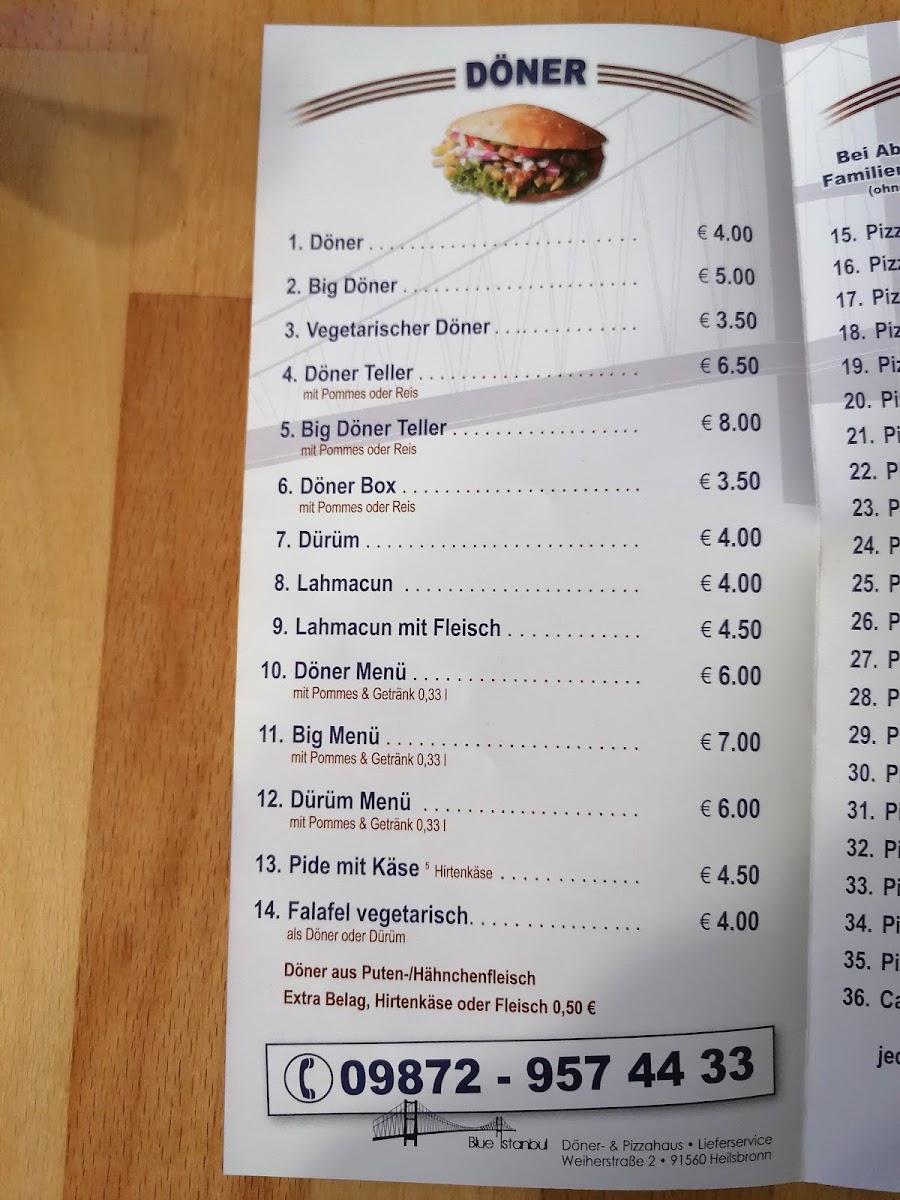 DÖNER
1. Döner € 4.00
2. Big Döner € 5.00
3. Vegetarischer Döner € 3.50
4. Döner Teller € 6.50
mit Pommes oder Reis
5. Big Döner Teller € 8.00
mit Pommes oder Reis
6. Döner Box € 3.50
mit Pommes oder Reis
7. Dürüm € 4.00
8. Lahmacun € 4.00
9. Lahmacun mit Fleisch € 4.50
10. Döner Menü € 6.00
mit Pommes & Getränk 0,33 l
11. Big Menü € 7.00
mit Pommes & Getränk 0,33 l
12. Dürüm Menü € 6.00
mit Pommes & Getränk 0,33 l
13. Pide mit Käse ⁵ Hirtenkäse € 4.50
14. Falafel vegetarisch € 4.00
als Döner oder Dürüm
Döner aus Puten-/Hähnchenfleisch
Extra Belag, Hirtenkäse oder Fleisch 0,50 €
09872 - 957 44 33
Blue Istanbul
Döner- & Pizzahaus • Lieferservice
Weiherstraße 2 • 91560 Heilsbronn
Bei
15.
16.
17.
18.
19.
20.
21.
22.
23.
24.
25.
26.
27.
28.
29.
30.
31.
32.
33.
34.
35.
36.